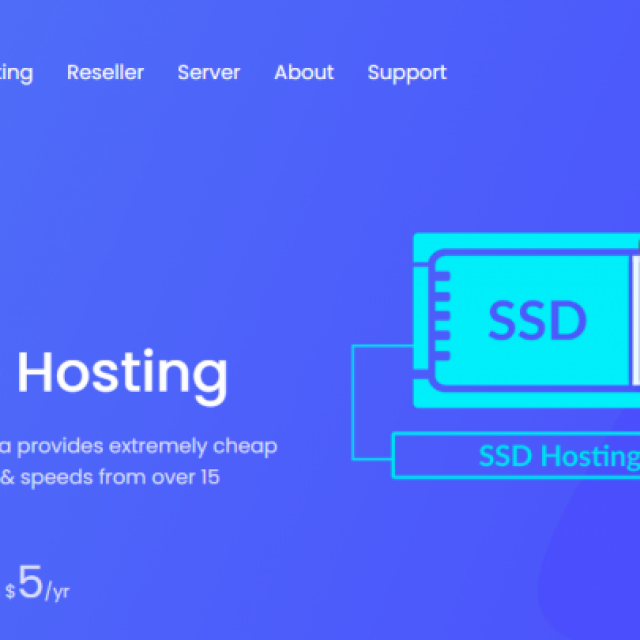 ting Reseller Server About Support
SSD
Hosting
a provides extremely cheap
SSD Hosting
& speeds from over 15
$5/yr